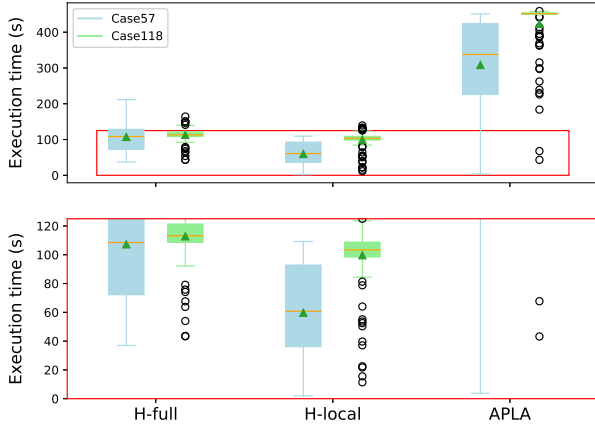 Case57
Case118
Execution time (s)
400
300
200
100
0
Execution time (s)
120
100
80
60
40
20
0
H-full H-local APLA